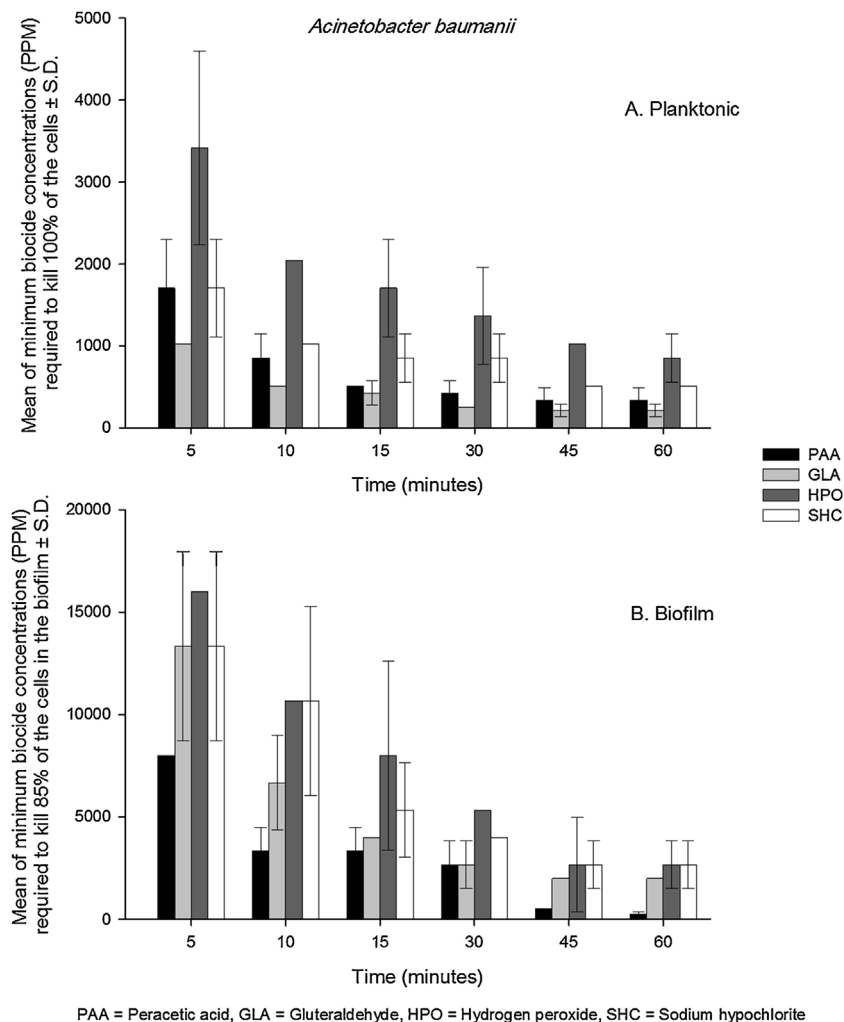 Acinetobacter baumanii
A. Planktonic
Mean of minimum biocide concentrations (PPM)
required to kill 100% of the cells ± S.D.
5000
4000
3000
2000
1000
0
5 10 15 30 45 60
Time (minutes)
PAA
GLA
HPO
SHC
B. Biofilm
Mean of minimum biocide concentrations (PPM)
required to kill 85% of the cells in the biofilm ± S.D.
20000
15000
10000
5000
0
5 10 15 30 45 60
Time (minutes)
PAA = Peracetic acid, GLA = Gluteraldehyde, HPO = Hydrogen peroxide, SHC = Sodium hypochlorite